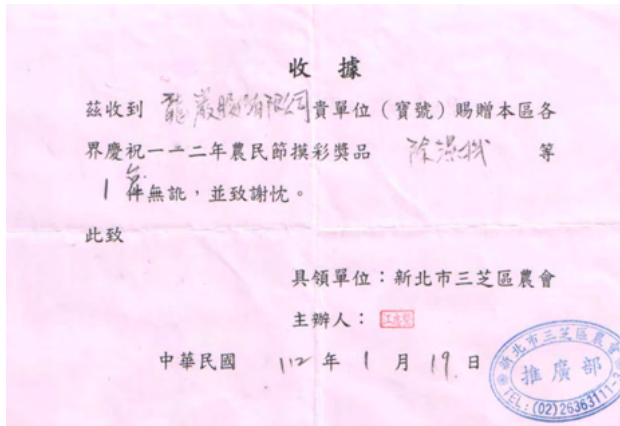 收據
茲收到 龍巖股份有限公司 貴單位（寶號）賜贈本區各
界慶祝一一二年農民節摸彩獎品 除濕機 等
1 件無訛，並致謝忱。
此致
具領單位：新北市三芝區農會
主辦人：
中華民國 112 年 1 月 19 日
新北市三芝區農會
推廣部
TEL:(02)26363111-3